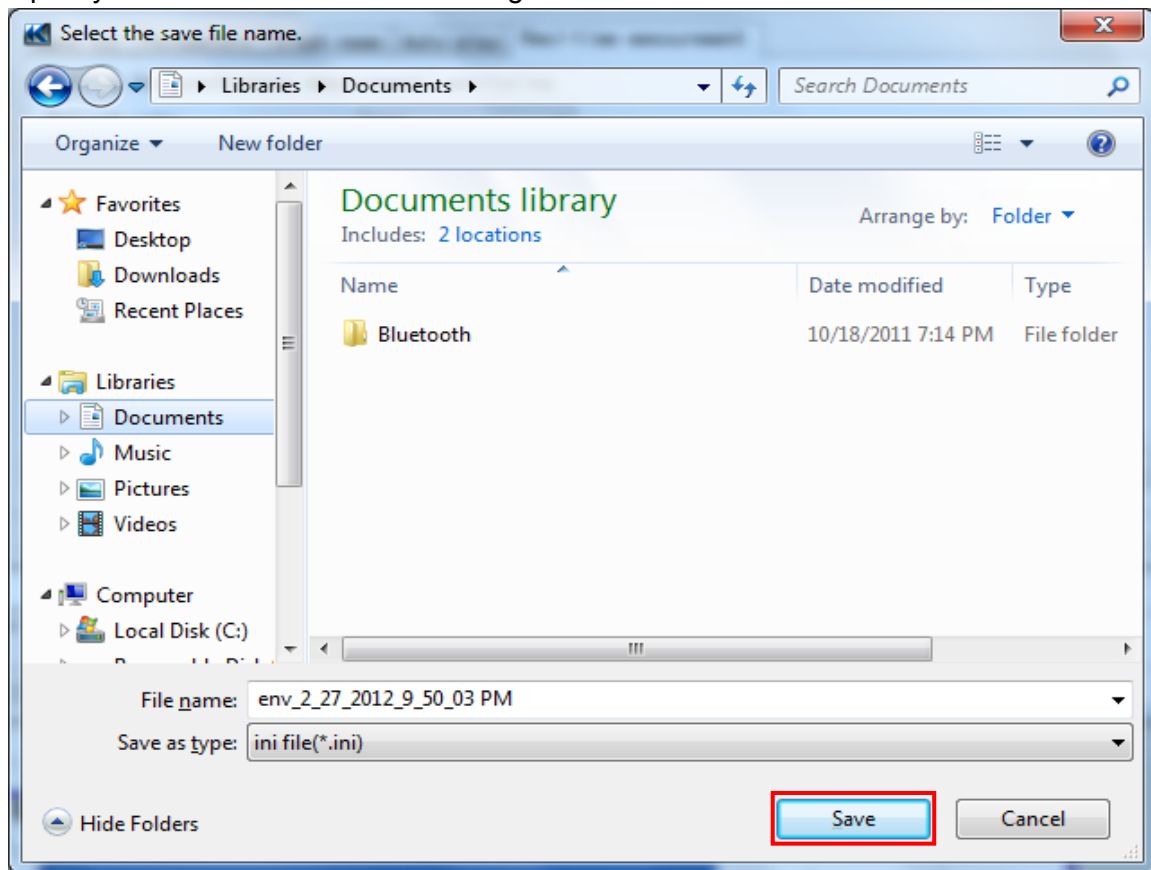 Select the save file name.
Libraries Documents
Search Documents
Organize New folder
Favorites
Desktop
Downloads
Recent Places
Libraries
Documents
Music
Pictures
Videos
Computer
Local Disk (C:)
Documents library
Includes: 2 locations
Arrange by: Folder
Name Date modified Type
Bluetooth 10/18/2011 7:14 PM File folder
File name: env_2_27_2012_9_50_03 PM
Save as type: ini file(*.ini)
Hide Folders
Save Cancel